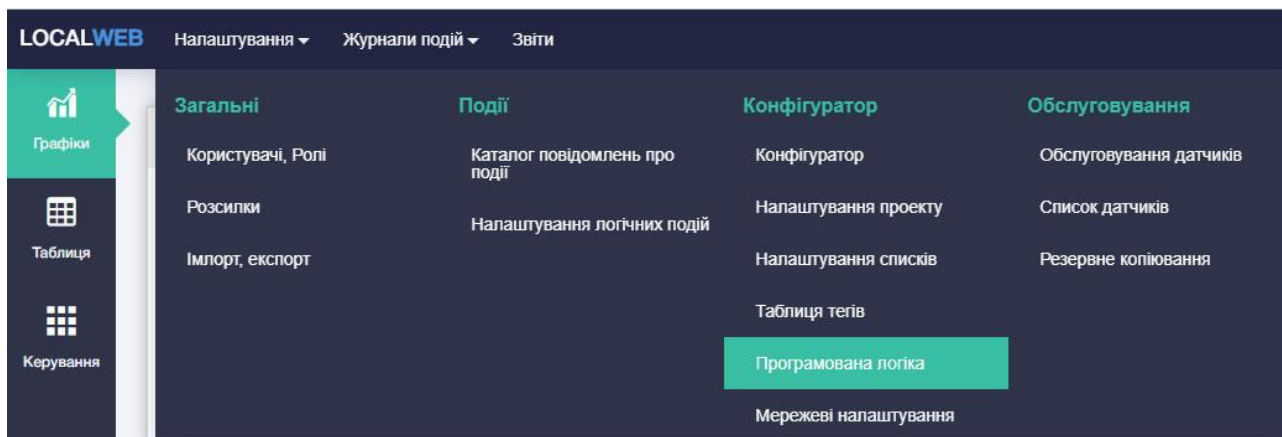 LOCALWEB
Налаштування
Журнали подій
Звіти
Графіки
Таблиця
Керування
Загальні
Користувачі, Ролі
Розсилки
Імпорт, експорт
Події
Каталог повідомлень про
події
Налаштування логічних подій
Конфігуратор
Конфігуратор
Налаштування проекту
Налаштування списків
Таблиця тегів
Програмована логіка
Мережеві налаштування
Обслуговування
Обслуговування датчиків
Список датчиків
Резервне копіювання